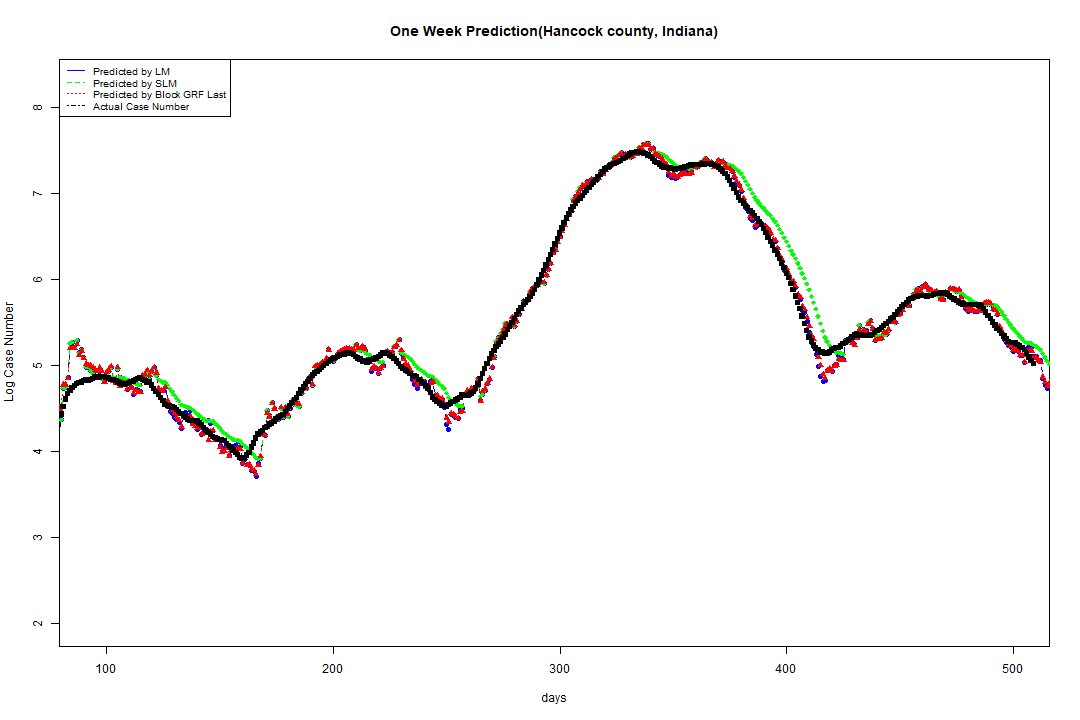 One Week Prediction(Hancock county, Indiana)
Predicted by LM
Predicted by SLM
Predicted by Block GRF Last
Actual Case Number
8
7
6
5
4
3
2
Log Case Number
100 200 300 400 500
days